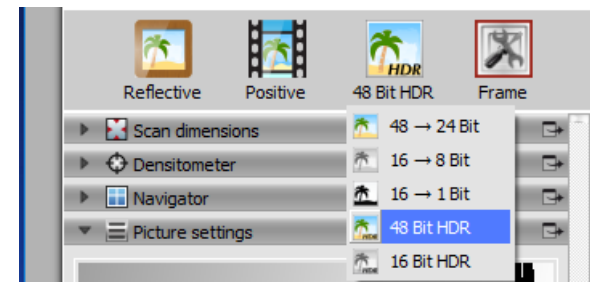 HDR
Reflective Positive 48 Bit HDR Frame
Scan dimensions
48 → 24 Bit
Densitometer
16 → 8 Bit
Navigator
16 → 1 Bit
Picture settings
48 Bit HDR
16 Bit HDR